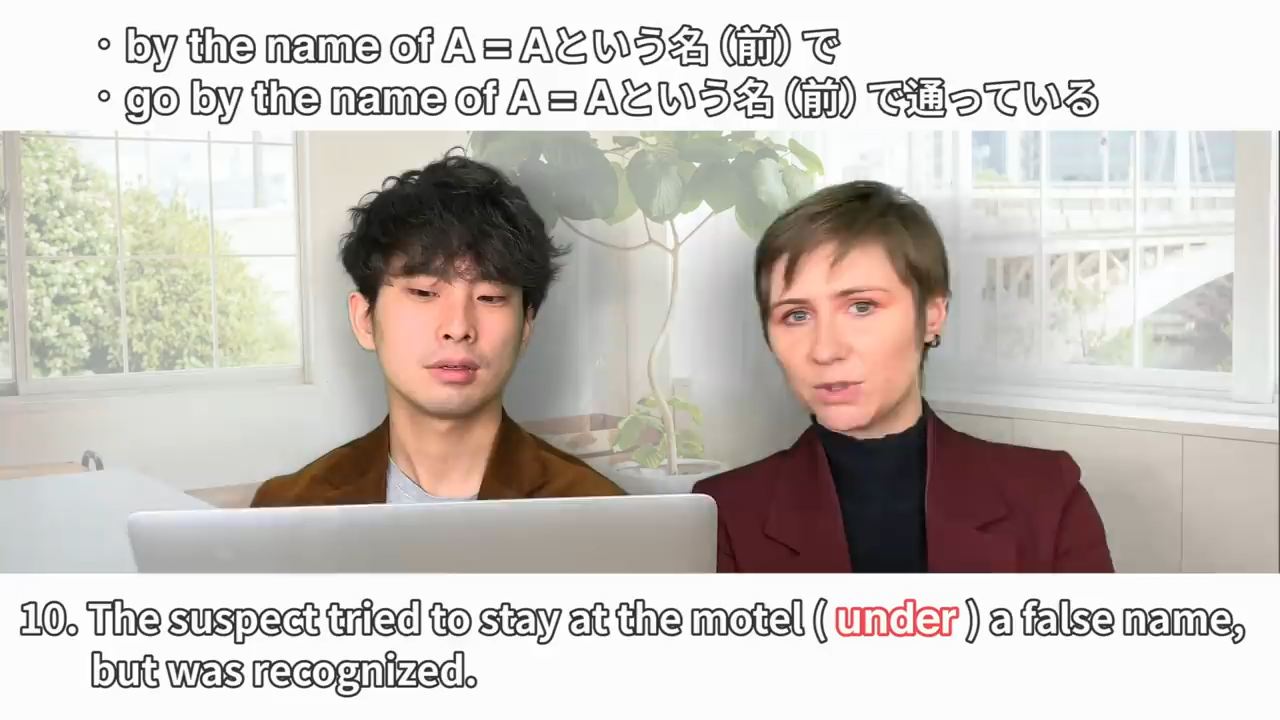 ・by the name of A = Aという名（前）で
・go by the name of A = Aという名（前）で通っている
10. The suspect tried to stay at the motel ( under ) a false name,
but was recognized.